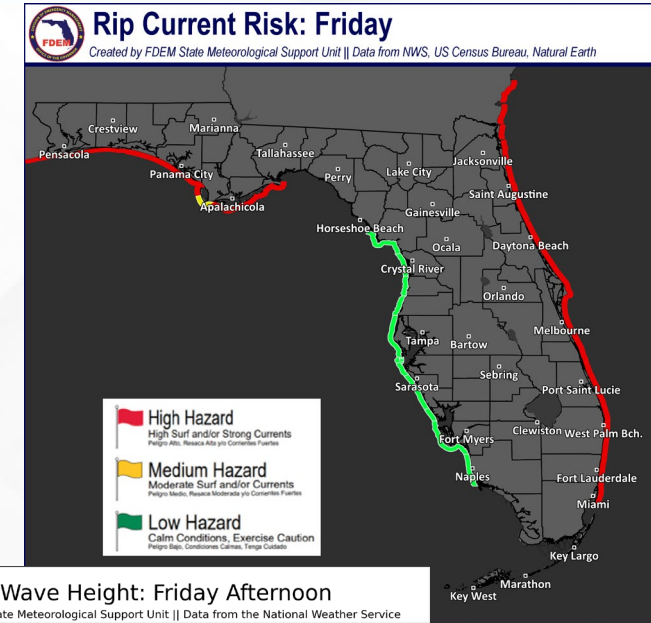 Rip Current Risk: Friday
FDEM
Created by FDEM State Meteorological Support Unit || Data from NWS, US Census Bureau, Natural Earth
Crestview
Marianna
Pensacola
Tallahassee
Jacksonville
Panama City
Perry
Lake City
Saint Augustine
Apalachicola
Gainesville
Horseshoe Beach
Ocala
Daytona Beach
Crystal River
Orlando
Melbourne
Tampa
Bartow
Sebring
Sarasota
Port Saint Lucie
High Hazard
High Surf and/or Strong Currents
Peligro Alto, Resaca Alta y/o Corrientes Fuertes
Clewiston
West Palm Bch.
Fort Myers
Medium Hazard
Moderate Surf and/or Currents
Peligro Medio, Resaca Moderada y/o Corrientes Fuertes
Naples
Fort Lauderdale
Miami
Low Hazard
Calm Conditions, Exercise Caution
Peligro Bajo, Condiciones Calmas, Tenga Cuidado
Key Largo
Marathon
Key West
Wave Height: Friday Afternoon
ate Meteorological Support Unit || Data from the National Weather Service